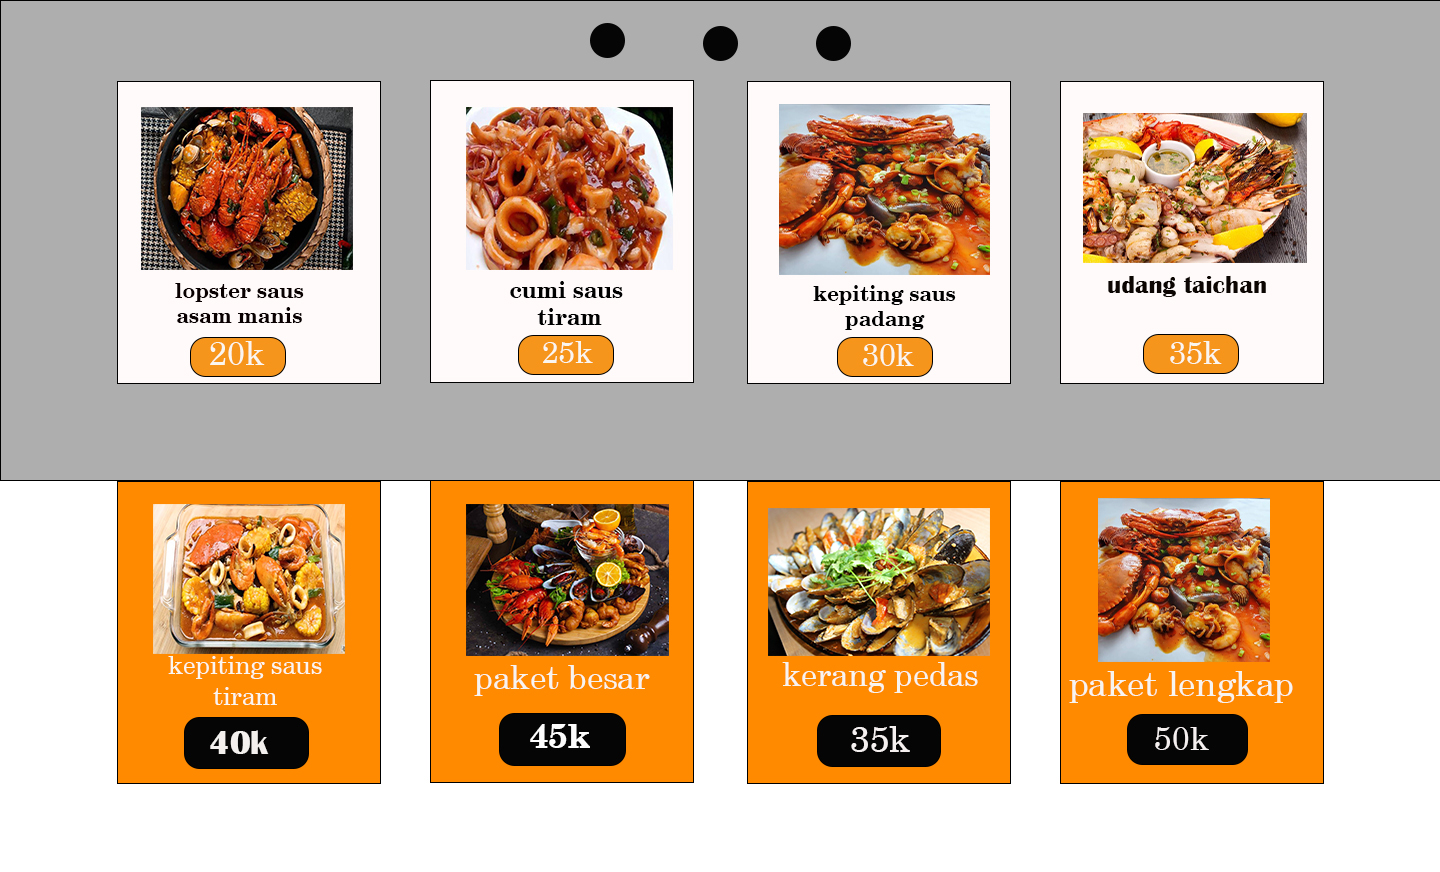 lopster saus
asam manis
20k
cumi saus
tiram
25k
kepiting saus
padang
30k
udang taichan
35k
kepiting saus
tiram
40k
paket besar
45k
kerang pedas
35k
paket lengkap
50k